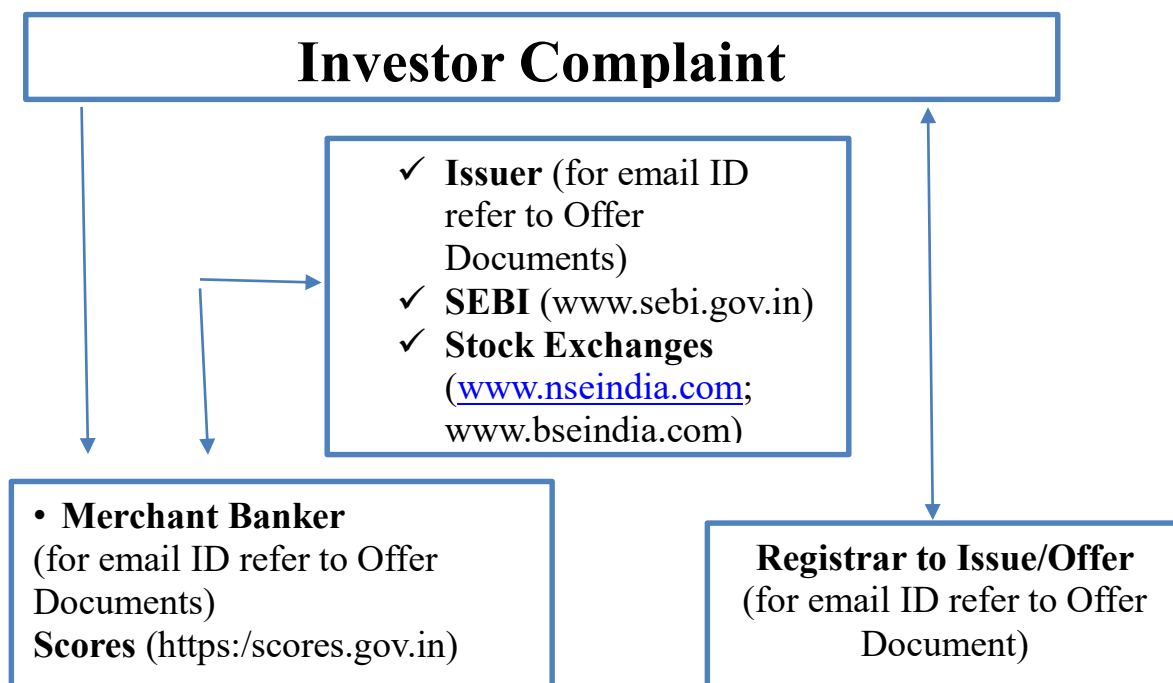 Investor Complaint
✓ Issuer (for email ID
refer to Offer
Documents)
✓ SEBI (www.sebi.gov.in)
✓ Stock Exchanges
(www.nseindia.com;
www.bseindia.com)
• Merchant Banker
(for email ID refer to Offer
Documents)
Scores (https:/scores.gov.in)
Registrar to Issue/Offer
(for email ID refer to Offer
Document)